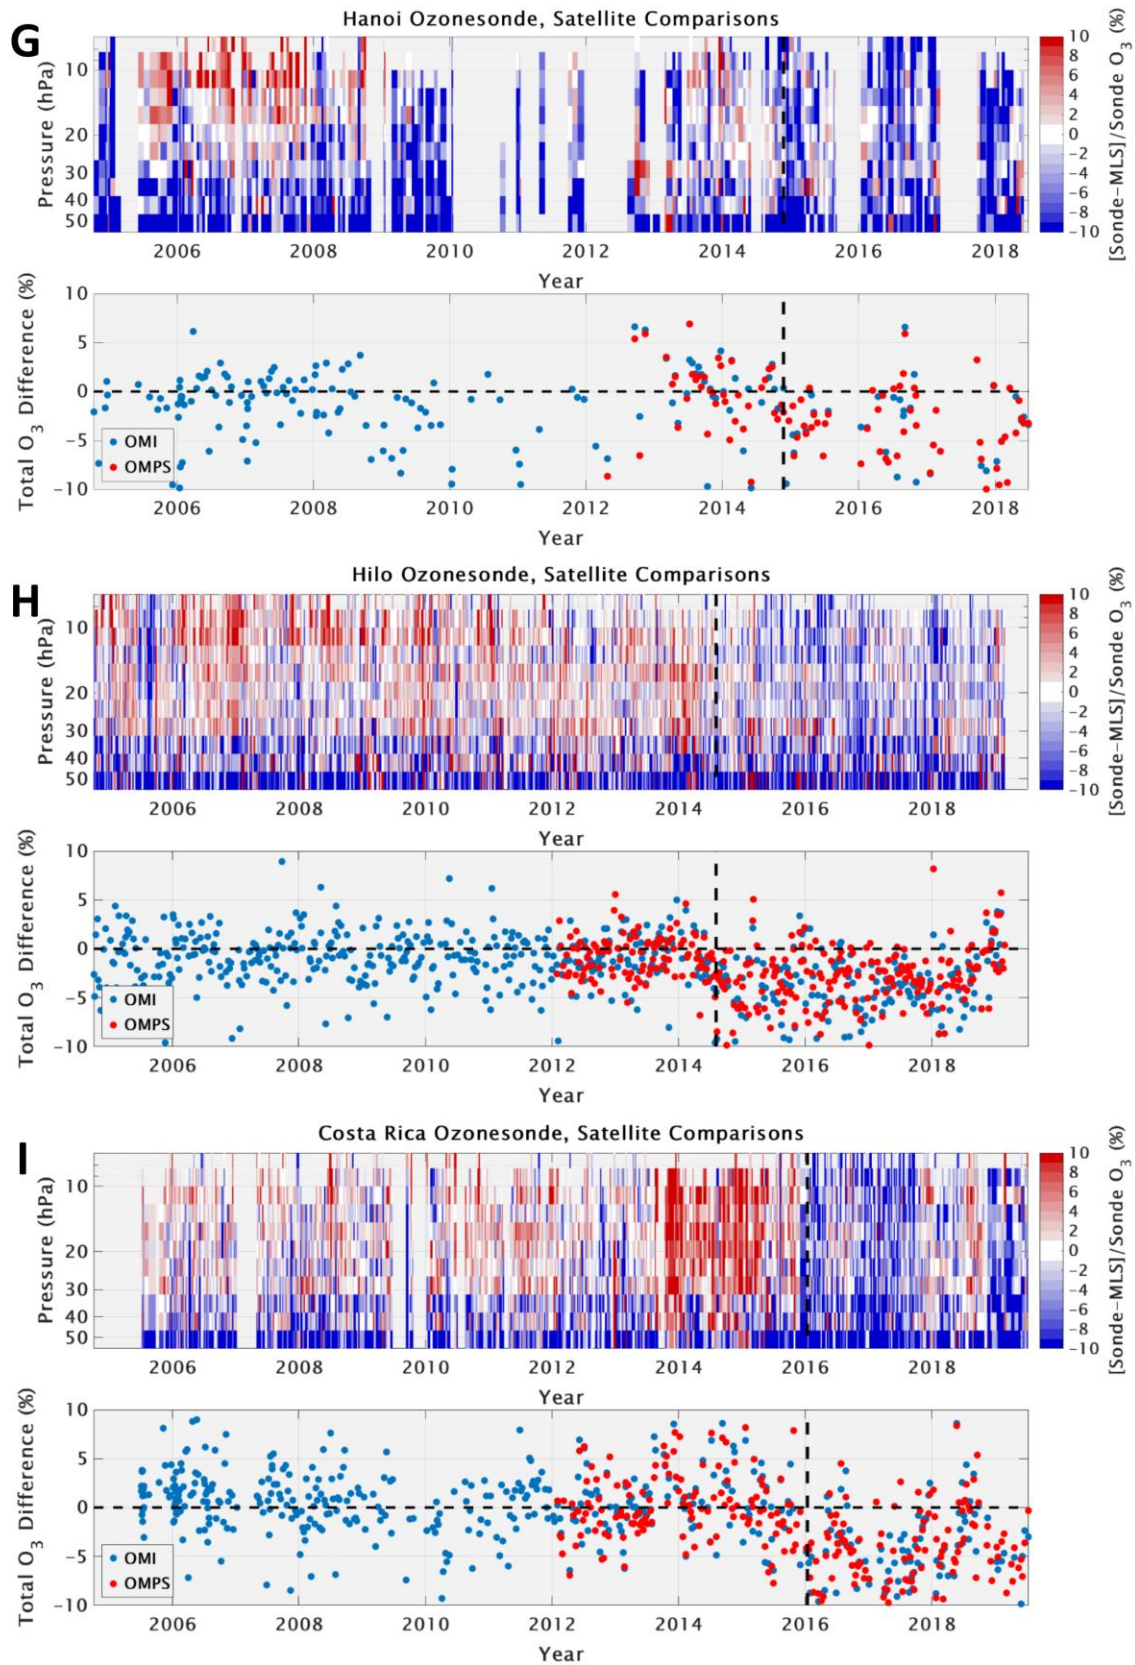 G
Hanoi Ozonesonde, Satellite Comparisons
Pressure (hPa)
10
20
30
40
50
2006 2008 2010 2012 2014 2016 2018
Year
10
8
6
4
2
0
−2
−4
−6
−8
−10
[Sonde−MLS]/Sonde O3 (%)
Total O3 Difference (%)
10
5
0
−5
−10
OMI
OMPS
2006 2008 2010 2012 2014 2016 2018
Year
H
Hilo Ozonesonde, Satellite Comparisons
Pressure (hPa)
10
20
30
40
50
2006 2008 2010 2012 2014 2016 2018
Year
10
8
6
4
2
0
−2
−4
−6
−8
−10
[Sonde−MLS]/Sonde O3 (%)
Total O3 Difference (%)
10
5
0
−5
−10
OMI
OMPS
2006 2008 2010 2012 2014 2016 2018
Year
I
Costa Rica Ozonesonde, Satellite Comparisons
Pressure (hPa)
10
20
30
40
50
2006 2008 2010 2012 2014 2016 2018
Year
10
8
6
4
2
0
−2
−4
−6
−8
−10
[Sonde−MLS]/Sonde O3 (%)
Total O3 Difference (%)
10
5
0
−5
−10
OMI
OMPS
2006 2008 2010 2012 2014 2016 2018
Year